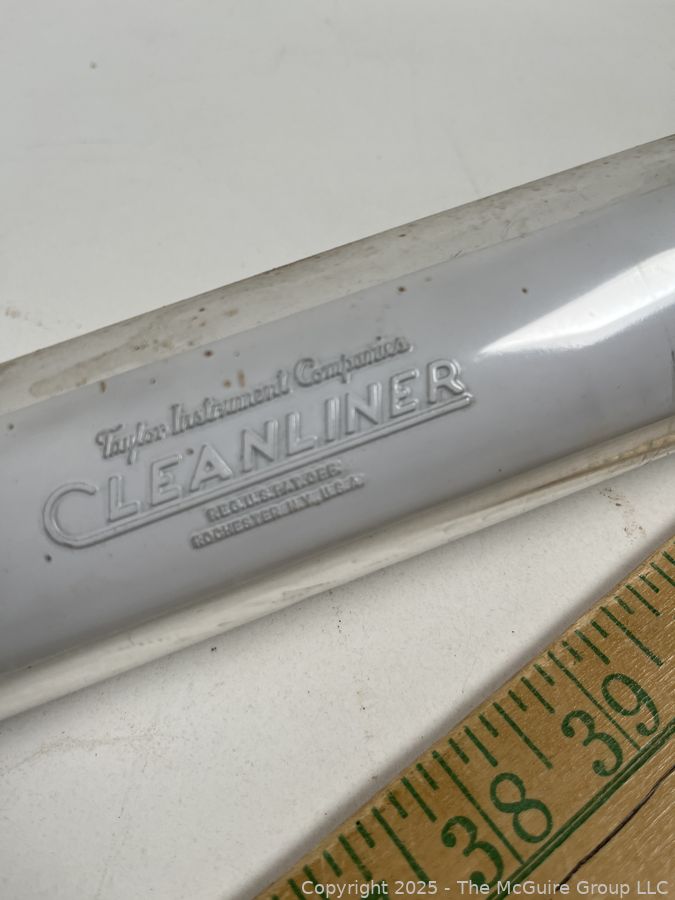 Taylor Instrument Companies
CLEANLINER
REG. U.S. PAT. OFF.
ROCHESTER N.Y., U.S.A.
38 39
Copyright 2025 - The McGuire Group LLC